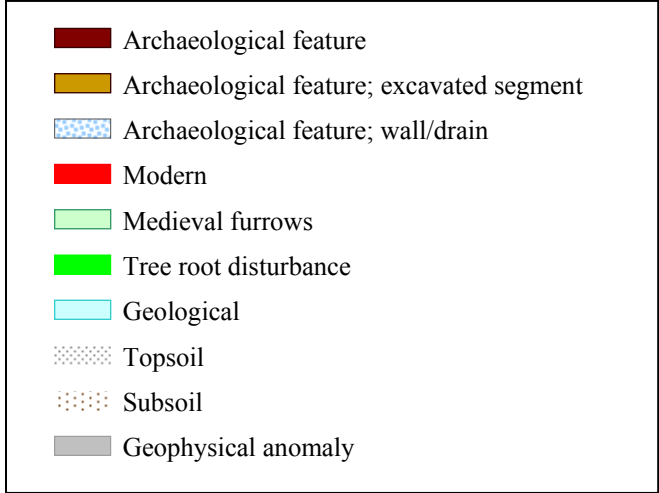 Archaeological feature
Archaeological feature; excavated segment
Archaeological feature; wall/drain
Modern
Medieval furrows
Tree root disturbance
Geological
Topsoil
Subsoil
Geophysical anomaly